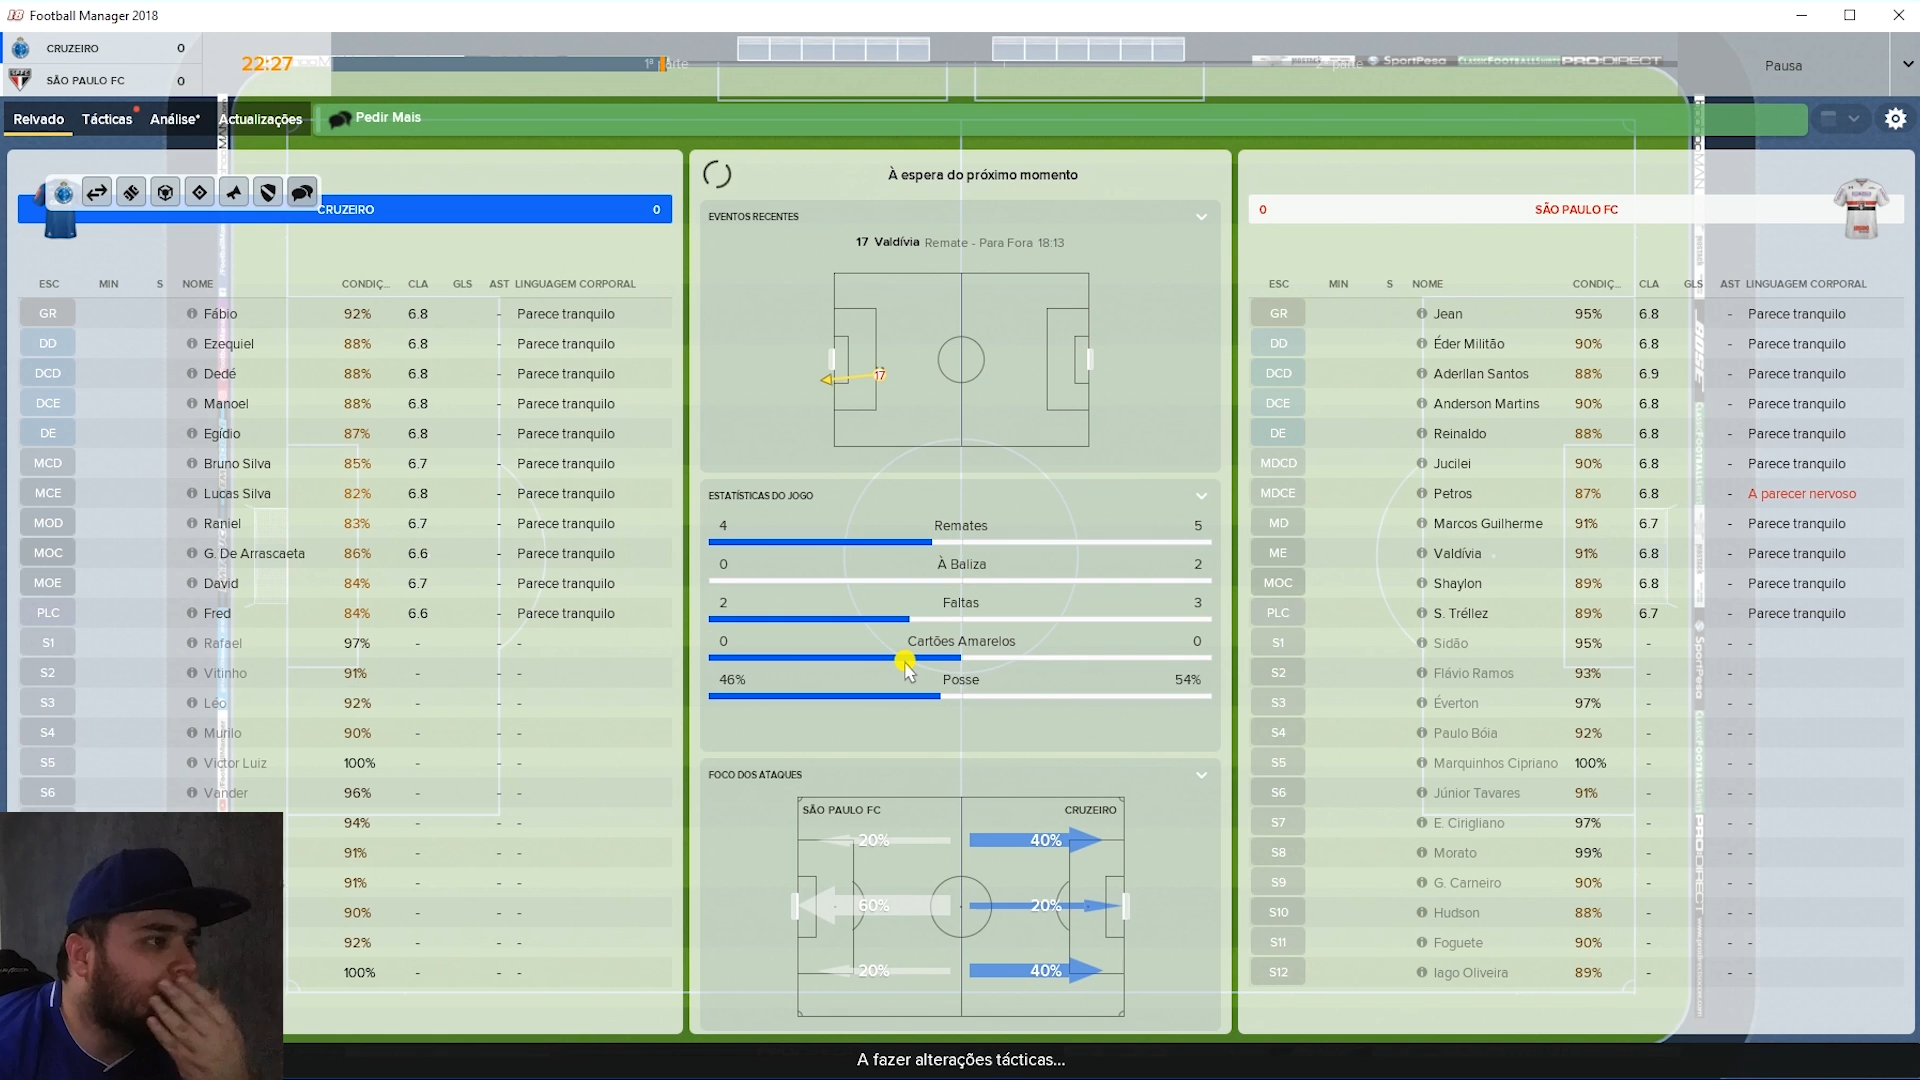 Football Manager 2018
CRUZEIRO 0
SÃO PAULO FC 0
22:27
1ª parte
SportPesa
PRO:DIRECT
Pausa
Relvado Tácticas Análise* Actualizações
Pedir Mais
CRUZEIRO 0
ESC MIN S NOME CONDIÇ... CLA GLS AST LINGUAGEM CORPORAL
GR Fábio 92% 6.8 - Parece tranquilo
DD Ezequiel 88% 6.8 - Parece tranquilo
DCD Dedé 88% 6.8 - Parece tranquilo
DCE Manoel 88% 6.8 - Parece tranquilo
DE Egídio 87% 6.8 - Parece tranquilo
MCD Bruno Silva 85% 6.7 - Parece tranquilo
MCE Lucas Silva 82% 6.8 - Parece tranquilo
MOD Raniel 83% 6.7 - Parece tranquilo
MOC G. De Arrascaeta 86% 6.6 - Parece tranquilo
MOE David 84% 6.7 - Parece tranquilo
PLC Fred 84% 6.6 - Parece tranquilo
S1 Rafael 97% - - -
S2 Vitinho 91% - - -
S3 Léo 92% - - -
S4 Murilo 90% - - -
S5 Victor Luiz 100% - - -
S6 Vander 96% - - -
94% - - -
91% - - -
91% - - -
90% - - -
92% - - -
100% - - -
À espera do próximo momento
EVENTOS RECENTES
17 Valdívia Remate - Para Fora 18:13
17
ESTATÍSTICAS DO JOGO
4 Remates 5
0 À Baliza 2
2 Faltas 3
0 Cartões Amarelos 0
46% Posse 54%
FOCO DOS ATAQUES
SÃO PAULO FC CRUZEIRO
20% 40%
60% 20%
20% 40%
0 SÃO PAULO FC
ESC MIN S NOME CONDIÇ... CLA GLS AST LINGUAGEM CORPORAL
GR Jean 95% 6.8 - Parece tranquilo
DD Éder Militão 90% 6.8 - Parece tranquilo
DCD Aderllan Santos 88% 6.9 - Parece tranquilo
DCE Anderson Martins 90% 6.8 - Parece tranquilo
DE Reinaldo 88% 6.8 - Parece tranquilo
MDCD Jucilei 90% 6.8 - Parece tranquilo
MDCE Petros 87% 6.8 - A parecer nervoso
MD Marcos Guilherme 91% 6.7 - Parece tranquilo
ME Valdívia 91% 6.8 - Parece tranquilo
MOC Shaylon 89% 6.8 - Parece tranquilo
PLC S. Tréllez 89% 6.7 - Parece tranquilo
S1 Sidão 95% - - -
S2 Flávio Ramos 93% - - -
S3 Éverton 97% - - -
S4 Paulo Bóia 92% - - -
S5 Marquinhos Cipriano 100% - - -
S6 Júnior Tavares 91% - - -
S7 E. Cirigliano 97% - - -
S8 Morato 99% - - -
S9 G. Carneiro 90% - - -
S10 Hudson 88% - - -
S11 Foguete 90% - - -
S12 Iago Oliveira 89% - - -
A fazer alterações tácticas...